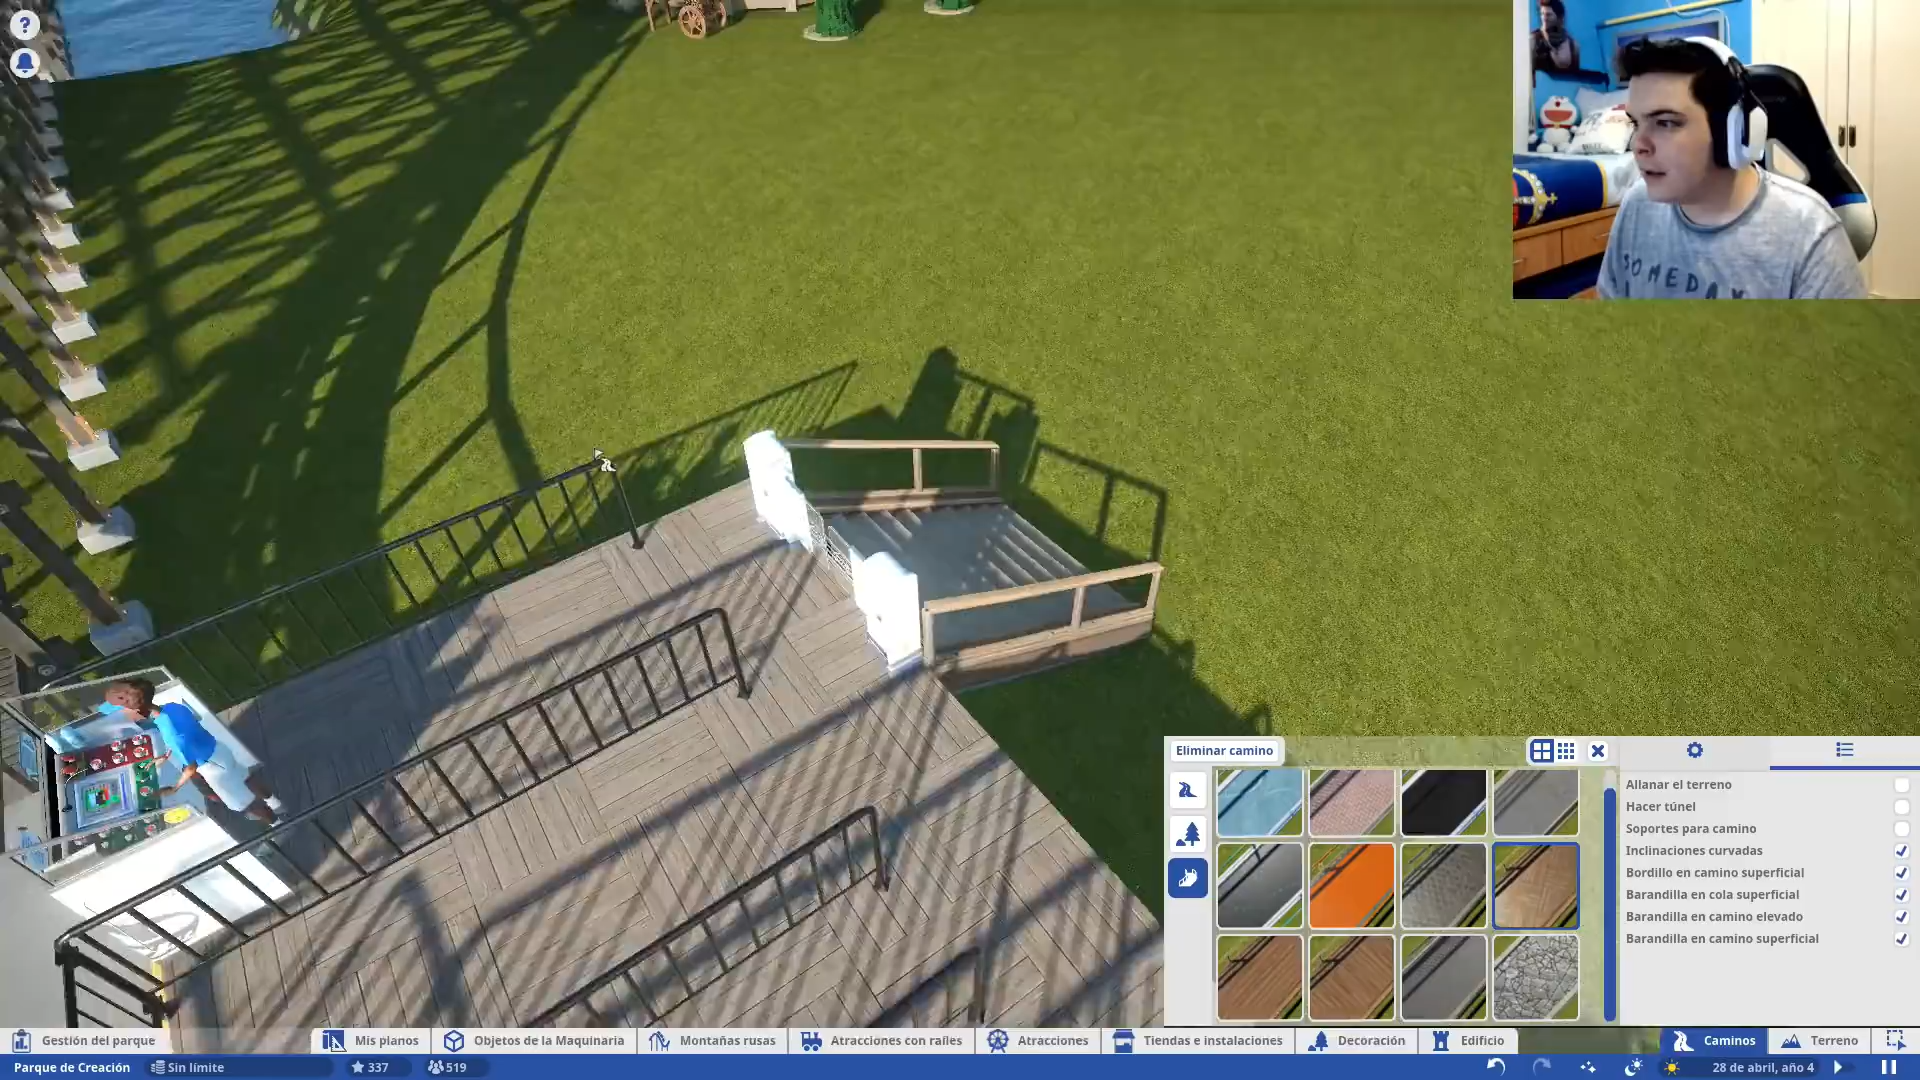 ?
SOMEDAY
Eliminar camino
Allanar el terreno
Hacer túnel
Soportes para camino
Inclinaciones curvadas
Bordillo en camino superficial
Barandilla en cola superficial
Barandilla en camino elevado
Barandilla en camino superficial
Gestión del parque
Mis planos
Objetos de la Maquinaria
Montañas rusas
Atracciones con raíles
Atracciones
Tiendas e instalaciones
Decoración
Edificio
Caminos
Terreno
Parque de Creación
Sin límite
337
519
28 de abril, año 4